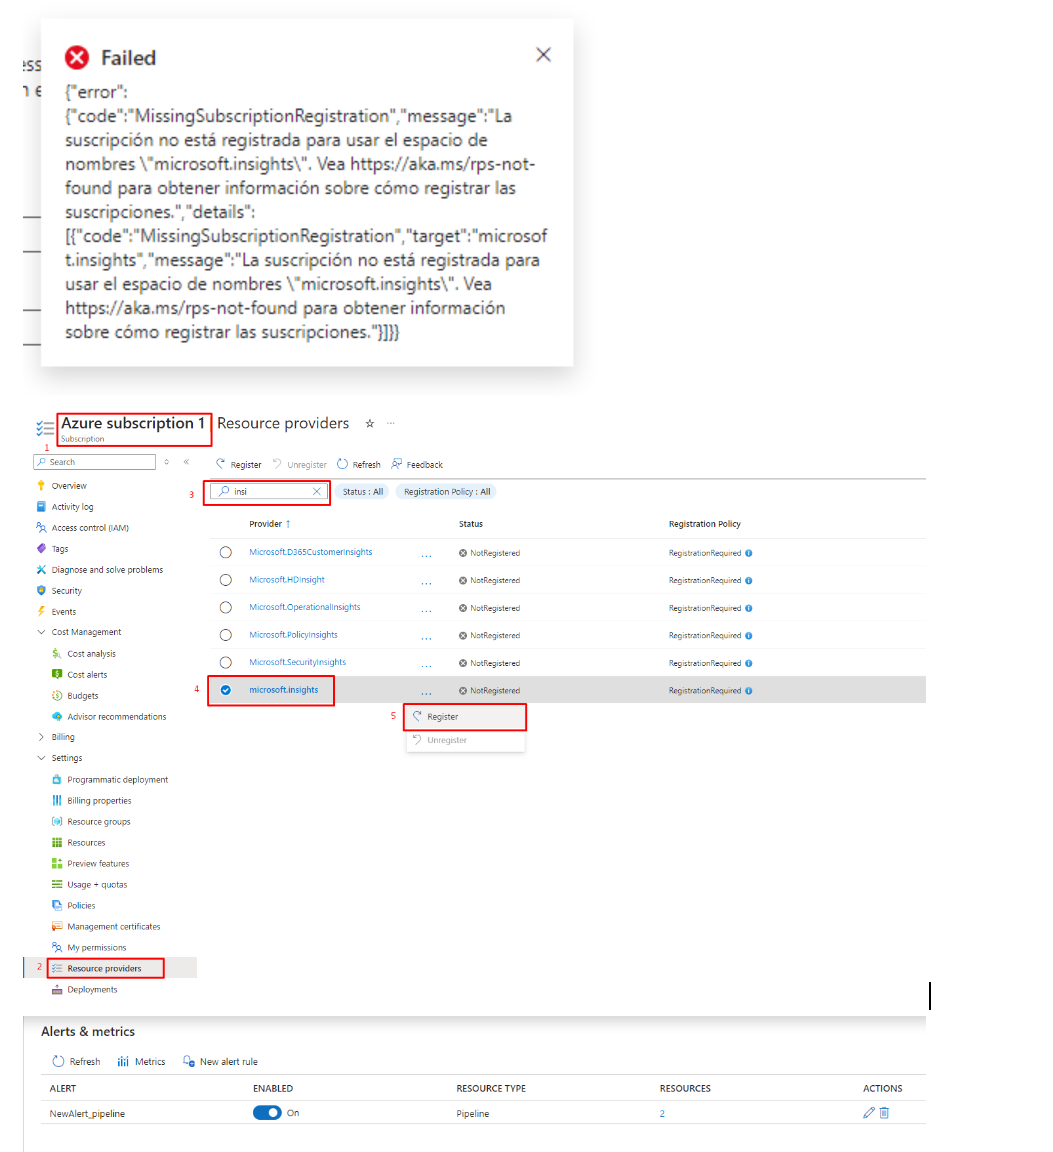 ess
n e
Failed
{"error":
{"code":"MissingSubscriptionRegistration","message":"La
suscripción no está registrada para usar el espacio de
nombres \"microsoft.insights\". Vea https://aka.ms/rps-not-
found para obtener información sobre cómo registrar las
suscripciones.","details":
[{"code":"MissingSubscriptionRegistration","target":"microsof
t.insights","message":"La suscripción no está registrada para
usar el espacio de nombres \"microsoft.insights\". Vea
https://aka.ms/rps-not-found para obtener información
sobre cómo registrar las suscripciones."}]}}
Azure subscription 1 Resource providers ☆ ...
Subscription
1
Search
Register Unregister Refresh Feedback
3 insi Status : All Registration Policy : All
Provider ↑ Status Registration Policy
Microsoft.D365CustomerInsights ... NotRegistered RegistrationRequired
Microsoft.HDInsight ... NotRegistered RegistrationRequired
Microsoft.OperationalInsights ... NotRegistered RegistrationRequired
Microsoft.PolicyInsights ... NotRegistered RegistrationRequired
Microsoft.SecurityInsights ... NotRegistered RegistrationRequired
4 microsoft.insights ... NotRegistered RegistrationRequired
5 Register
Unregister
Overview
Activity log
Access control (IAM)
Tags
Diagnose and solve problems
Security
Events
Cost Management
Cost analysis
Cost alerts
Budgets
Advisor recommendations
Billing
Settings
Programmatic deployment
Billing properties
Resource groups
Resources
Preview features
Usage + quotas
Policies
Management certificates
My permissions
2 Resource providers
Deployments
Alerts & metrics
Refresh Metrics New alert rule
ALERT ENABLED RESOURCE TYPE RESOURCES ACTIONS
NewAlert_pipeline On Pipeline 2